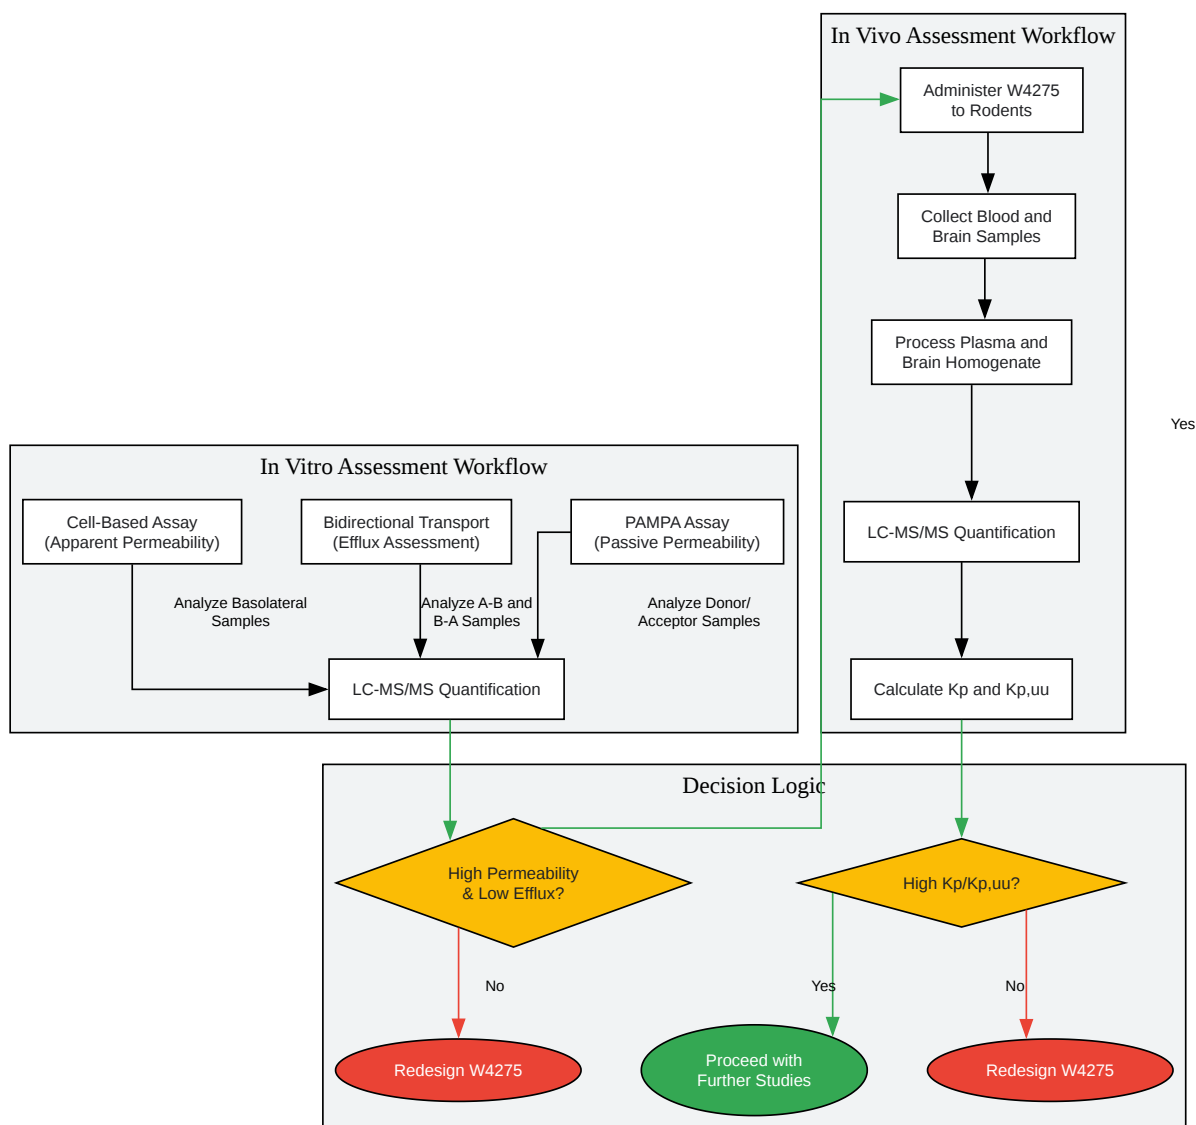 In Vivo Assessment Workflow
Administer W4275
to Rodents
Collect Blood and
Brain Samples
Process Plasma and
Brain Homogenate
Yes
LC-MS/MS Quantification
Calculate Kp and Kp,uu
In Vitro Assessment Workflow
Cell-Based Assay
(Apparent Permeability)
Bidirectional Transport
(Efflux Assessment)
PAMPA Assay
(Passive Permeability)
Analyze Basolateral
Samples
Analyze A-B and
B-A Samples
Analyze Donor/
Acceptor Samples
LC-MS/MS Quantification
Decision Logic
High Permeability
& Low Efflux?
High Kp/Kp,uu?
No
Yes
No
Redesign W4275
Proceed with
Further Studies
Redesign W4275